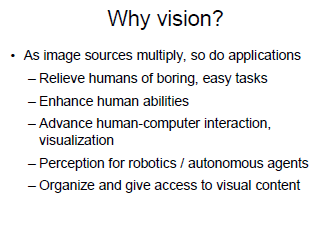 Why vision?
• As image sources multiply, so do applications
– Relieve humans of boring, easy tasks
– Enhance human abilities
– Advance human-computer interaction,
visualization
– Perception for robotics / autonomous agents
– Organize and give access to visual content